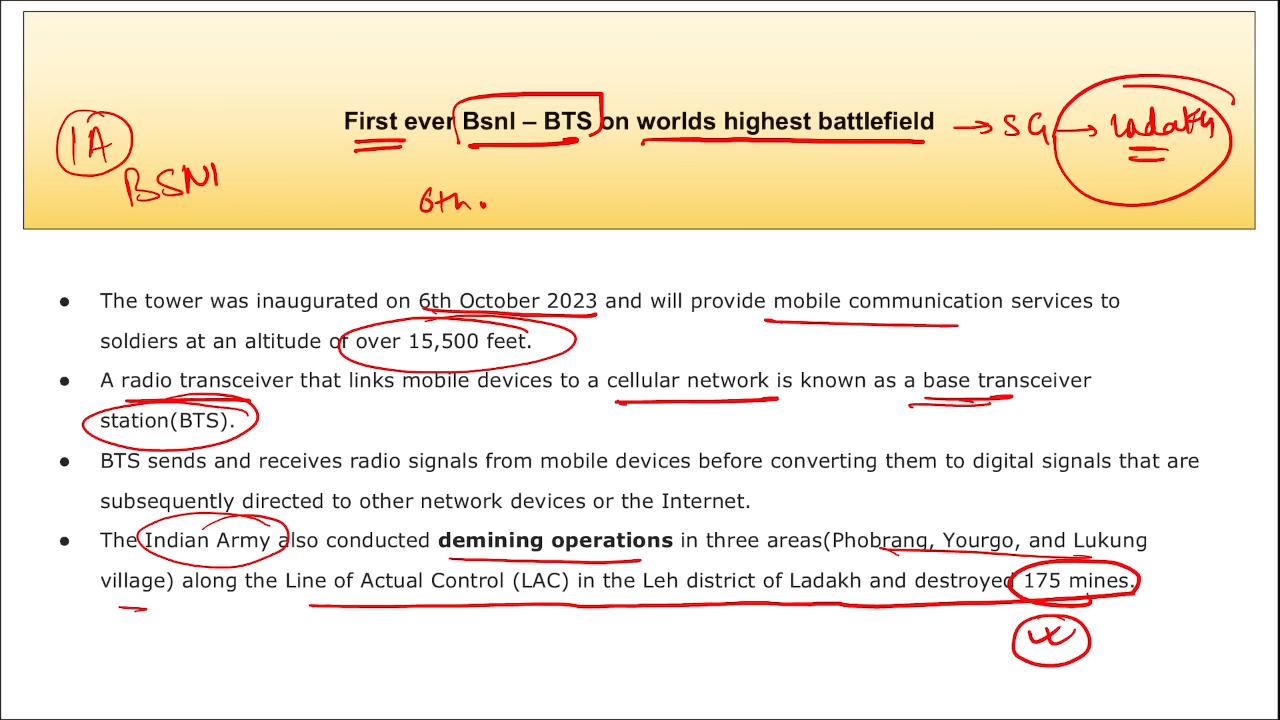 First ever Bsnl – BTS on worlds highest battlefield → SG → Ladakh
IA
BSNl
6th.
● The tower was inaugurated on 6th October 2023 and will provide mobile communication services to
soldiers at an altitude of over 15,500 feet.
● A radio transceiver that links mobile devices to a cellular network is known as a base transceiver
station(BTS).
● BTS sends and receives radio signals from mobile devices before converting them to digital signals that are
subsequently directed to other network devices or the Internet.
● The Indian Army also conducted demining operations in three areas(Phobrang, Yourgo, and Lukung
village) along the Line of Actual Control (LAC) in the Leh district of Ladakh and destroyed 175 mines.